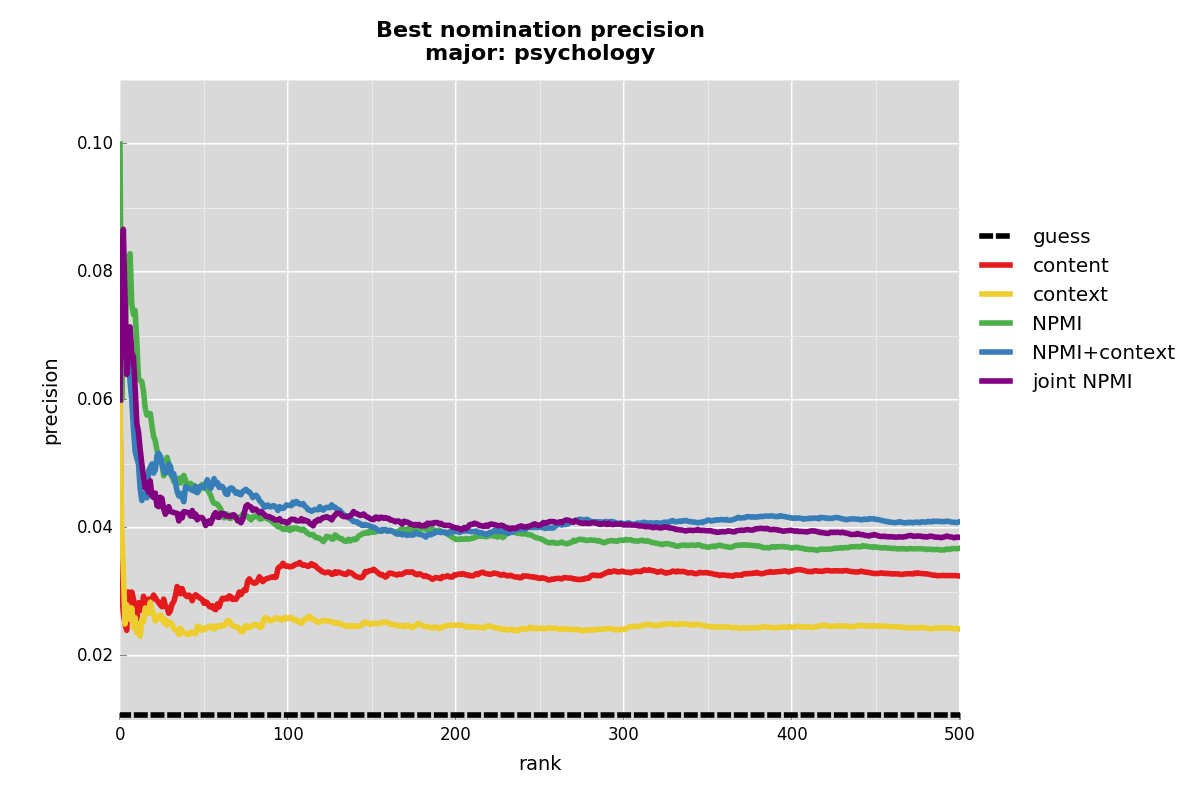 Best nomination precision
major: psychology
precision
0.10
0.08
0.06
0.04
0.02
0
100
200
300
400
500
rank
guess
content
context
NPMI
NPMI+context
joint NPMI